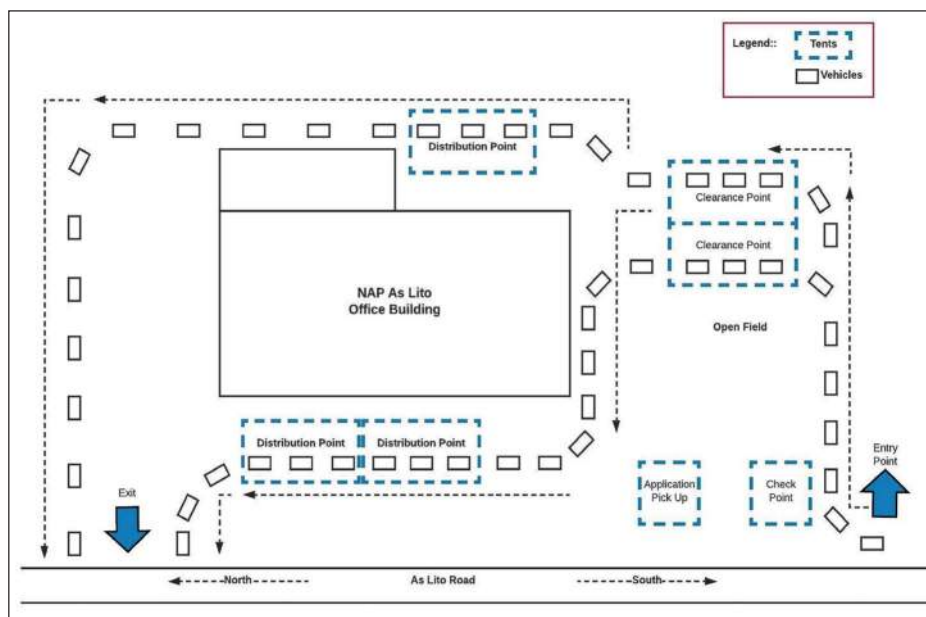 Legend::
Tents
Vehicles
Distribution Point
Clearance Point
Clearance Point
NAP As Lito
Office Building
Open Field
Distribution Point
Distribution Point
Application
Pick Up
Check
Point
Entry
Point
Exit
North
As Lito Road
South